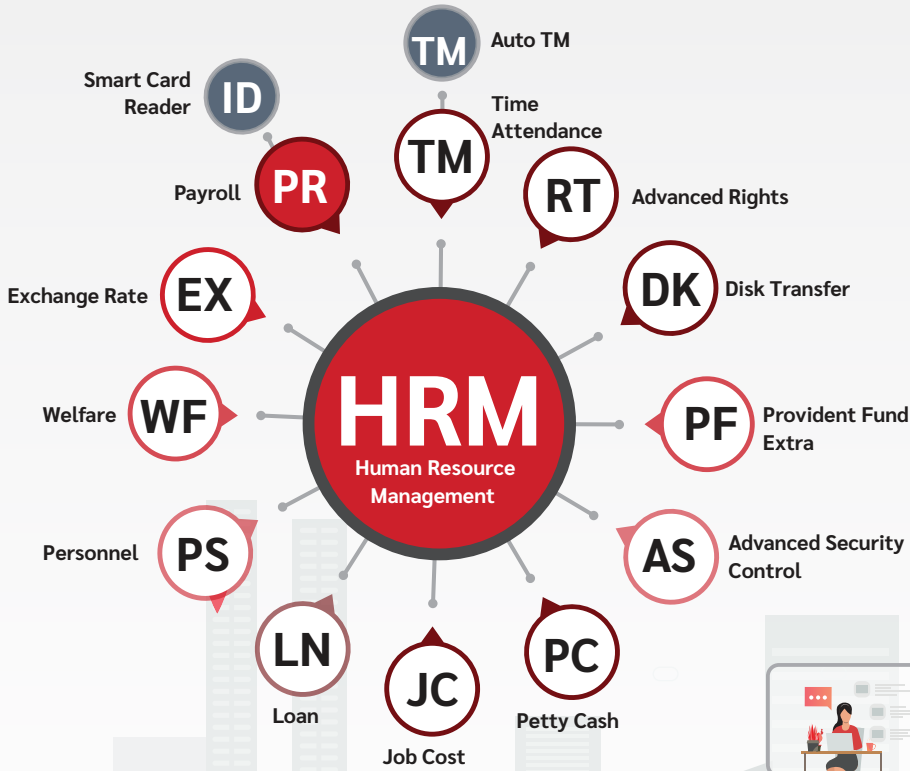 TM
Auto TM
Smart Card
Reader
ID
Time
Attendance
TM
Payroll
PR
RT
Advanced Rights
Exchange Rate
EX
DK
Disk Transfer
HRM
Human Resource
Management
Welfare
WF
PF
Provident Fund
Extra
Personnel
PS
AS
Advanced Security
Control
LN
Loan
JC
Job Cost
PC
Petty Cash